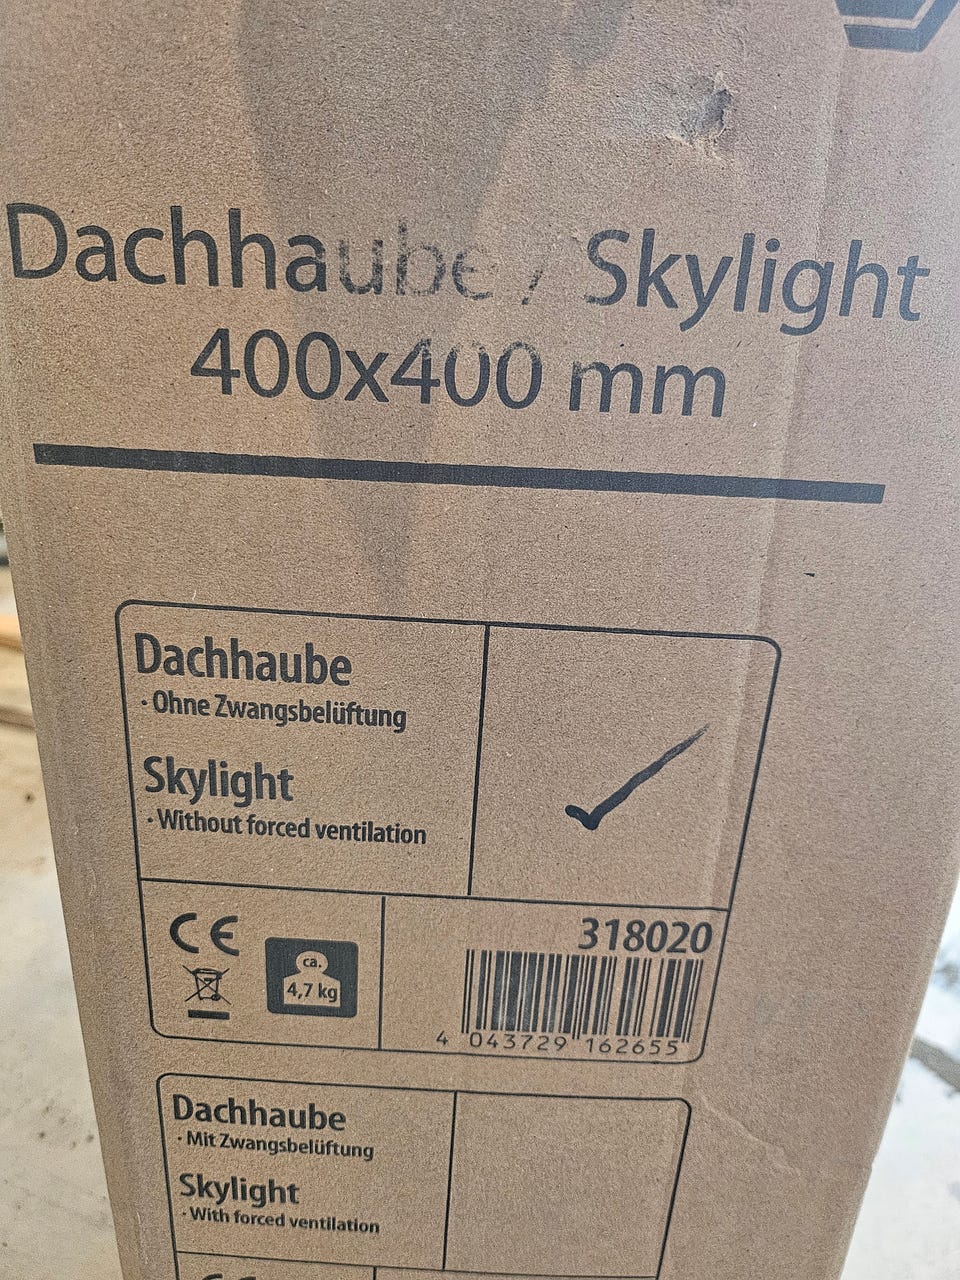 Dachhaube / Skylight
400x400 mm
Dachhaube
· Ohne Zwangsbelüftung
Skylight
· Without forced ventilation
CE
ca.
4,7 kg
318020
4 043729 162655
Dachhaube
· Mit Zwangsbelüftung
Skylight
· With forced ventilation